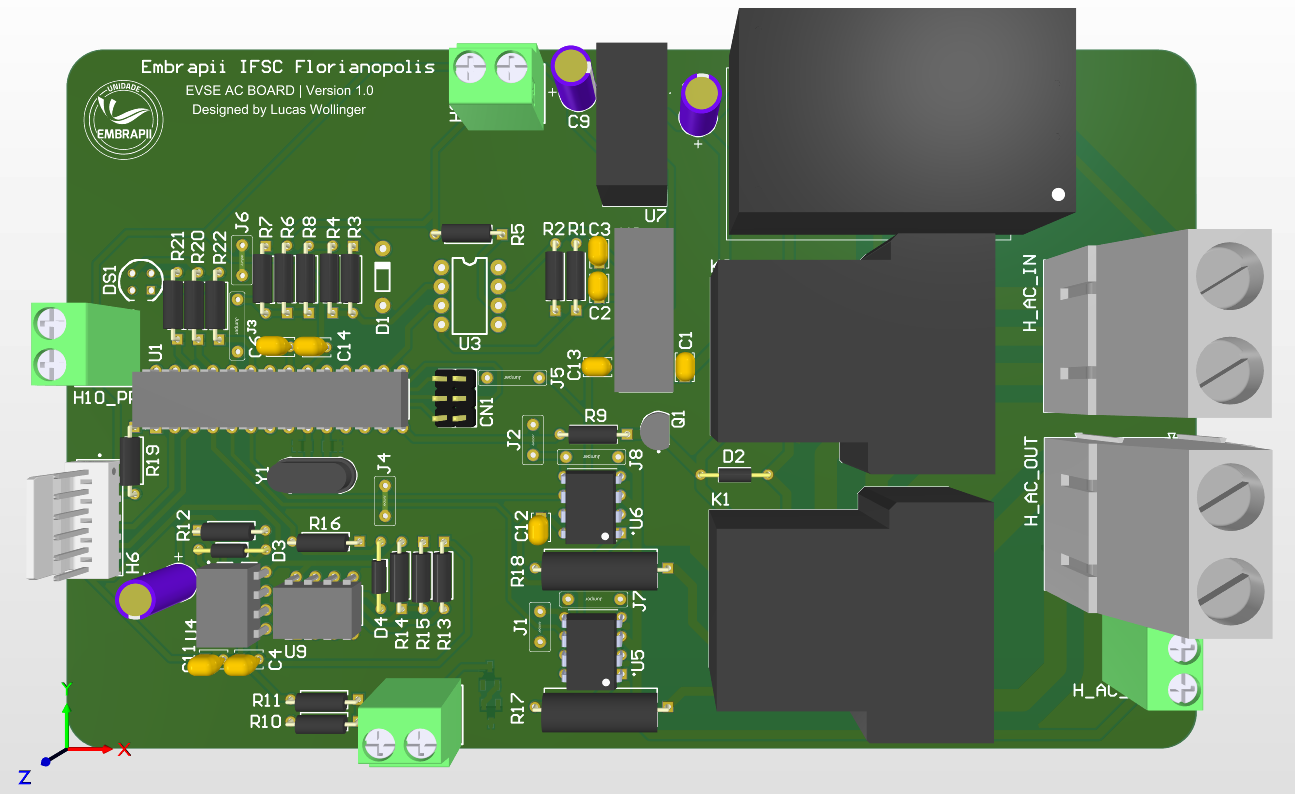 Embrapii IFSC Florianopolis
EVSE AC BOARD | Version 1.0
Designed by Lucas Wollinger
UNIDADE
EMBRAPII
C9
U7
R21
R20
R22
J6
R7
R6
R8
R4
R3
R5
R2
R1
C3
DS1
J3
D1
U3
C2
H_AC_IN
U1
C14
C13
C1
J5
Jumper
H10_PP
CN1
R9
Q1
J2
J8
R19
Y1
J4
D2
K1
H_AC_OUT
R12
R16
C12
U6
D3
H6
R18
J7
J1
D4
R14
R15
R13
U4
U9
C11
C4
U5
R11
R10
R17
H_AC_
Y
X
Z